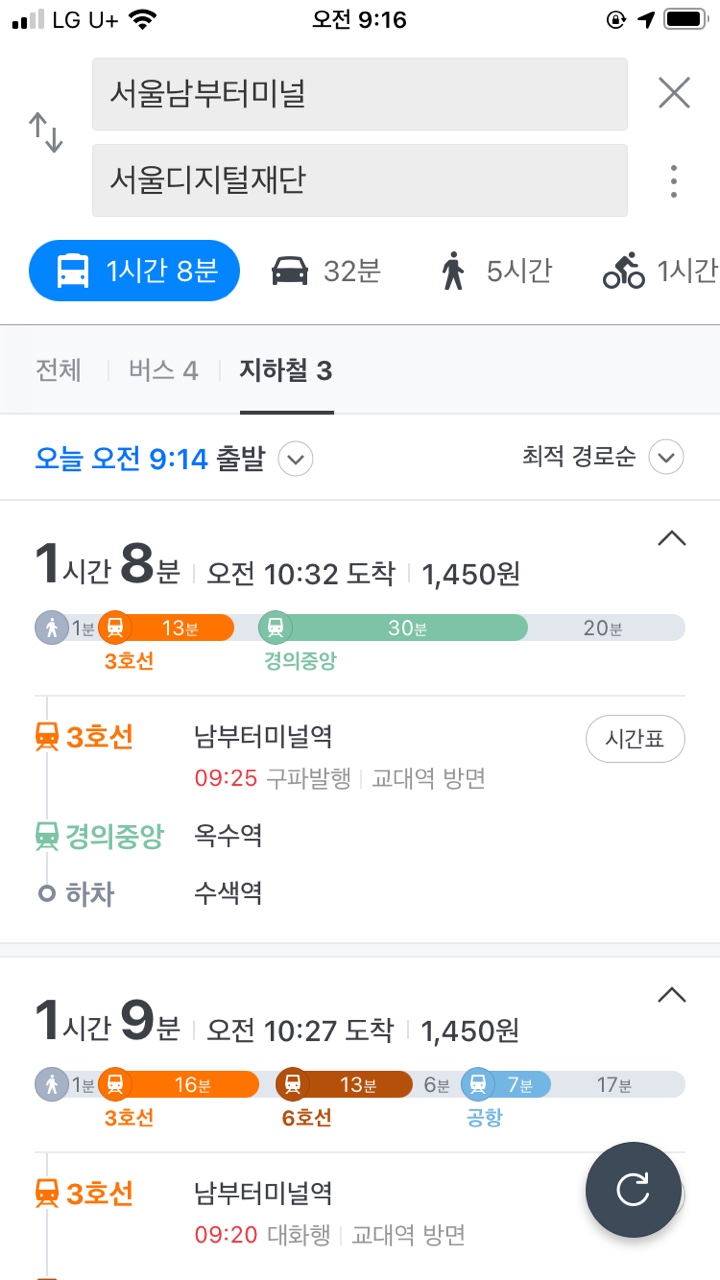 LG U+ 오전 9:16
서울남부터미널
서울디지털재단
1시간 8분 32분 5시간 1시간
전체 버스 4 지하철 3
오늘 오전 9:14 출발 최적 경로순
1시간 8분 오전 10:32 도착 1,450원
1분 13분 30분 20분
3호선 경의중앙
3호선 남부터미널역 시간표
09:25 구파발행 교대역 방면
경의중앙 옥수역
하차 수색역
1시간 9분 오전 10:27 도착 1,450원
1분 16분 13분 6분 7분 17분
3호선 6호선 공항
3호선 남부터미널역
09:20 대화행 교대역 방면